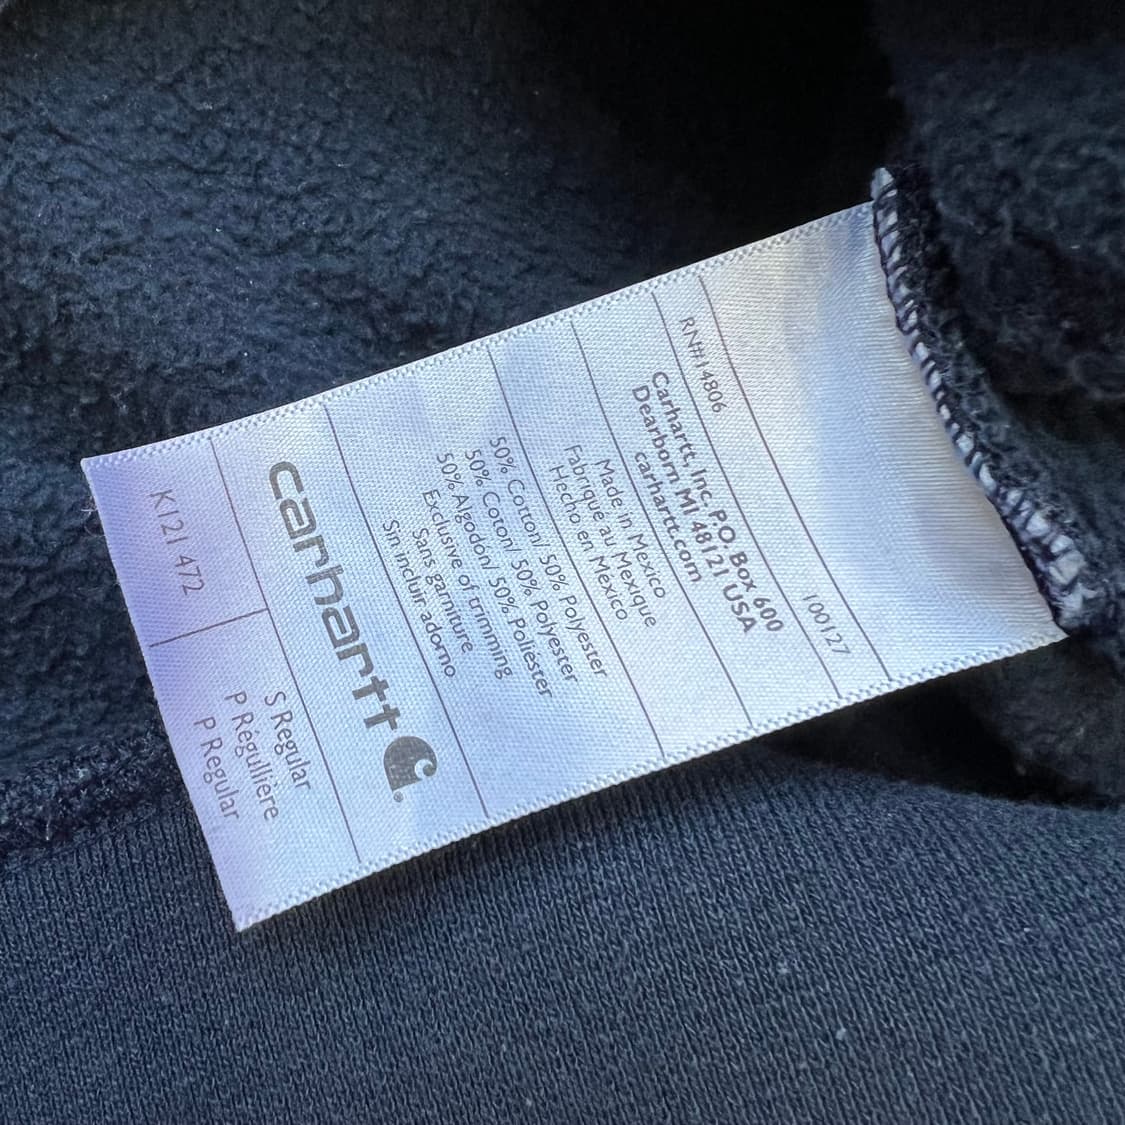 RN#14806
100127
Carhartt, Inc. P.O. Box 600
Dearborn MI 48121 USA
carhartt.com
Made in Mexico
Fabrique au Mexique
Hecho en México
50% Cotton/ 50% Polyester
50% Coton/ 50% Polyester
50% Algodon/ 50% Poliéster
Exclusive of trimming
Sans garniture
Sin incluir adorno
carhartt
S Regular
P Régullière
P Regular
K121 472